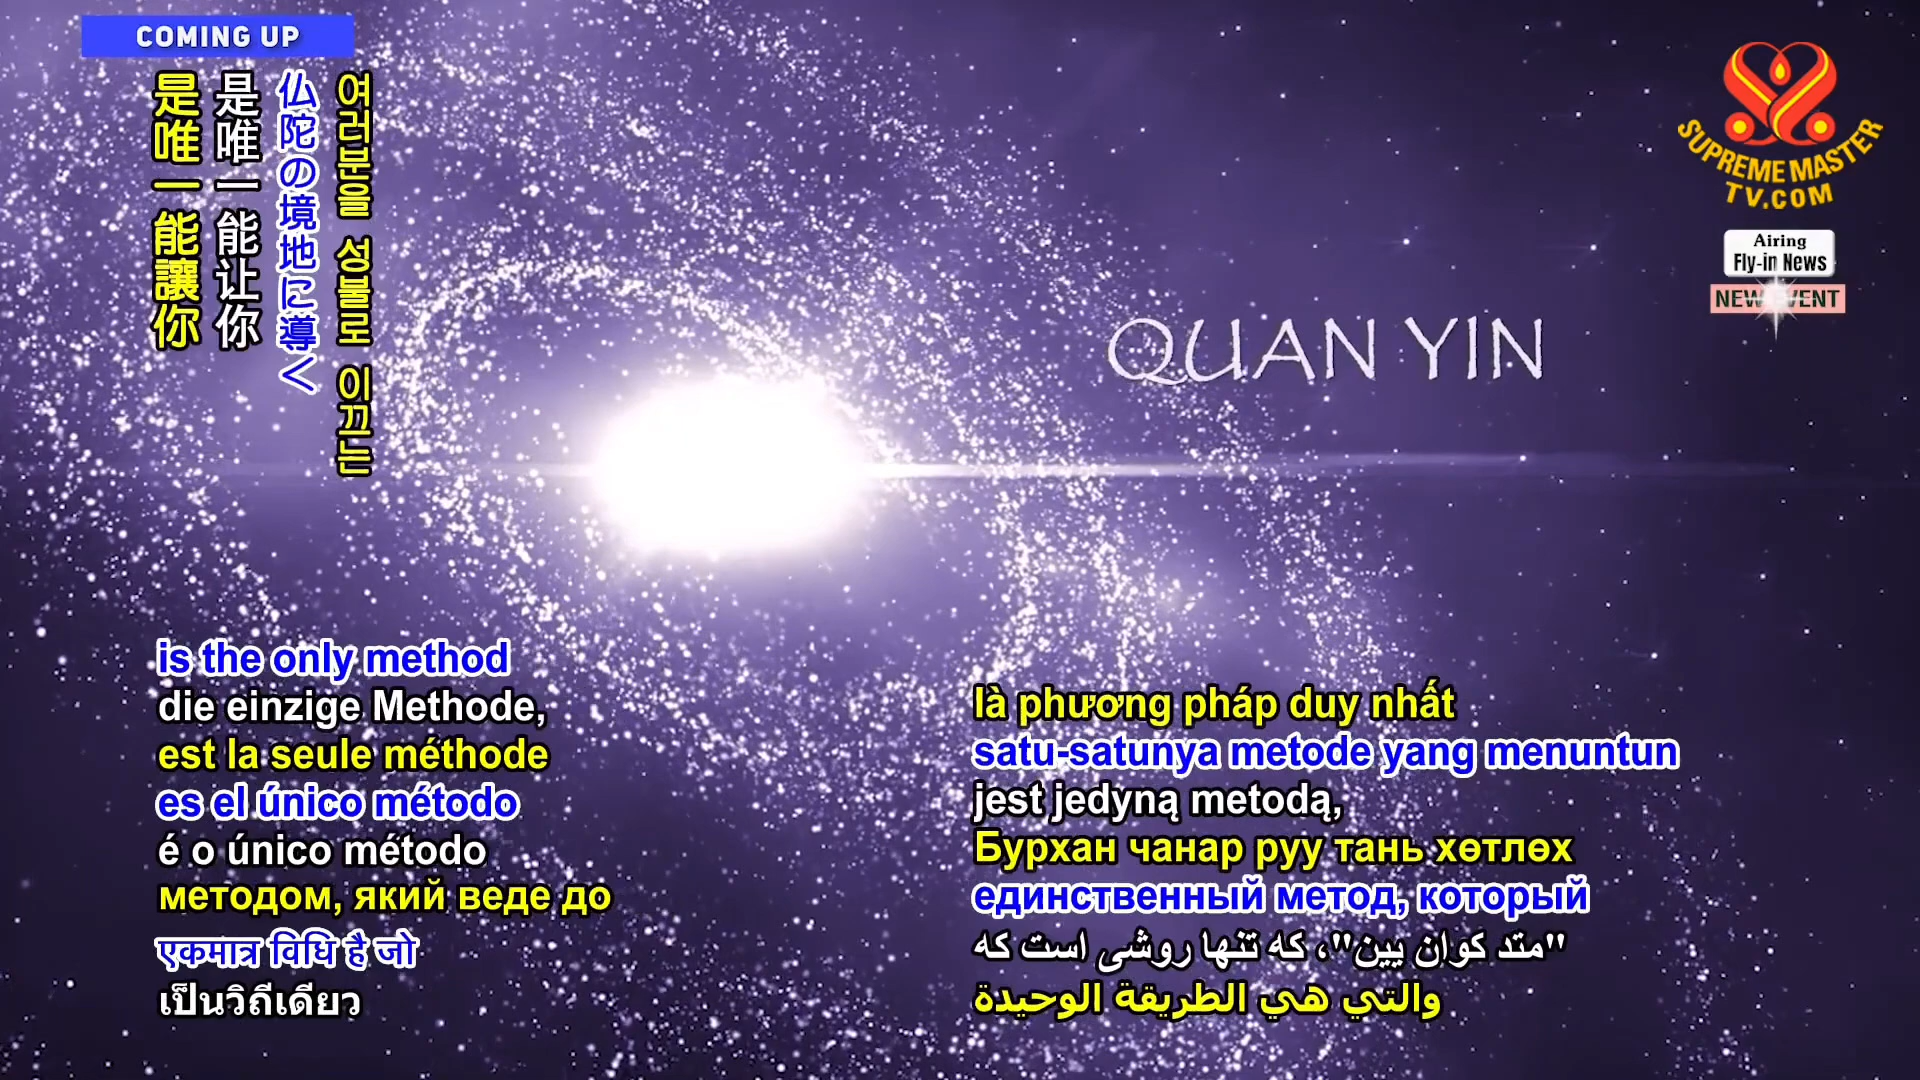 COMING UP
是唯一能讓你
是唯一能让你
仏陀の境地に導く
여러분을 성불로 이끄는
SUPREME MASTER
TV.COM
Airing
Fly-in News
NEW EVENT
QUAN YIN
is the only method
die einzige Methode,
est la seule méthode
es el único método
é o único método
методом, який веде до
एकमात्र विधि है जो
เป็นวิถีเดียว
là phương pháp duy nhất
satu-satunya metode yang menuntun
jest jedyną metodą,
Бурхан чанар руу тань хөтлөх
единственный метод, который
"متد کوان یین"، که تنها روشی است که
والتي هي الطريقة الوحيدة